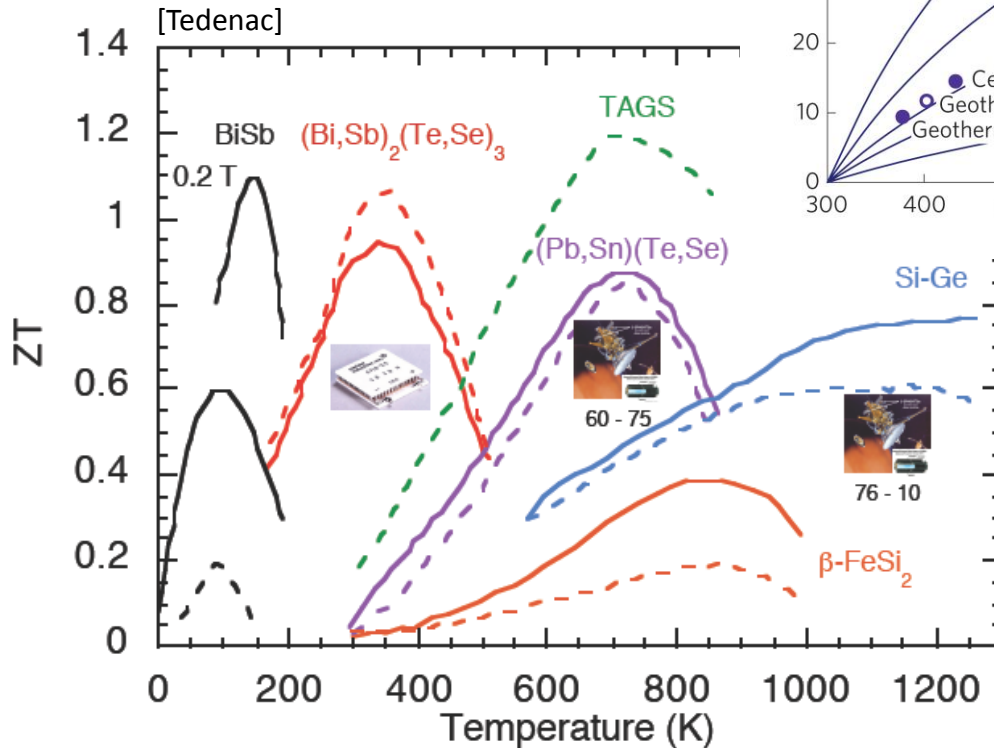 [Tedenac]
1.4
1.2
1
0.8
0.6
0.4
0.2
0
ZT
0
200
400
600
800
1000
1200
Temperature (K)
BiSb
0.2 T
(Bi,Sb)₂(Te,Se)₃
TAGS
(Pb,Sn)(Te,Se)
60 - 75
Si-Ge
76 - 10
β-FeSi₂
20
10
0
300
400
Ce
Geoth
Geother